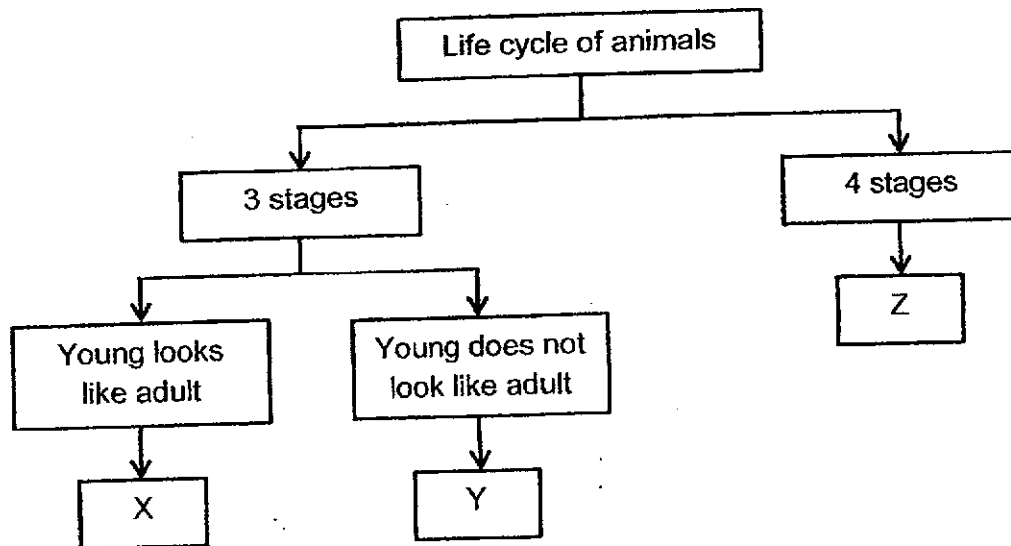 Life cycle of animals
3 stages
4 stages
Young looks
like adult
Young does not
look like adult
Z
X
Y